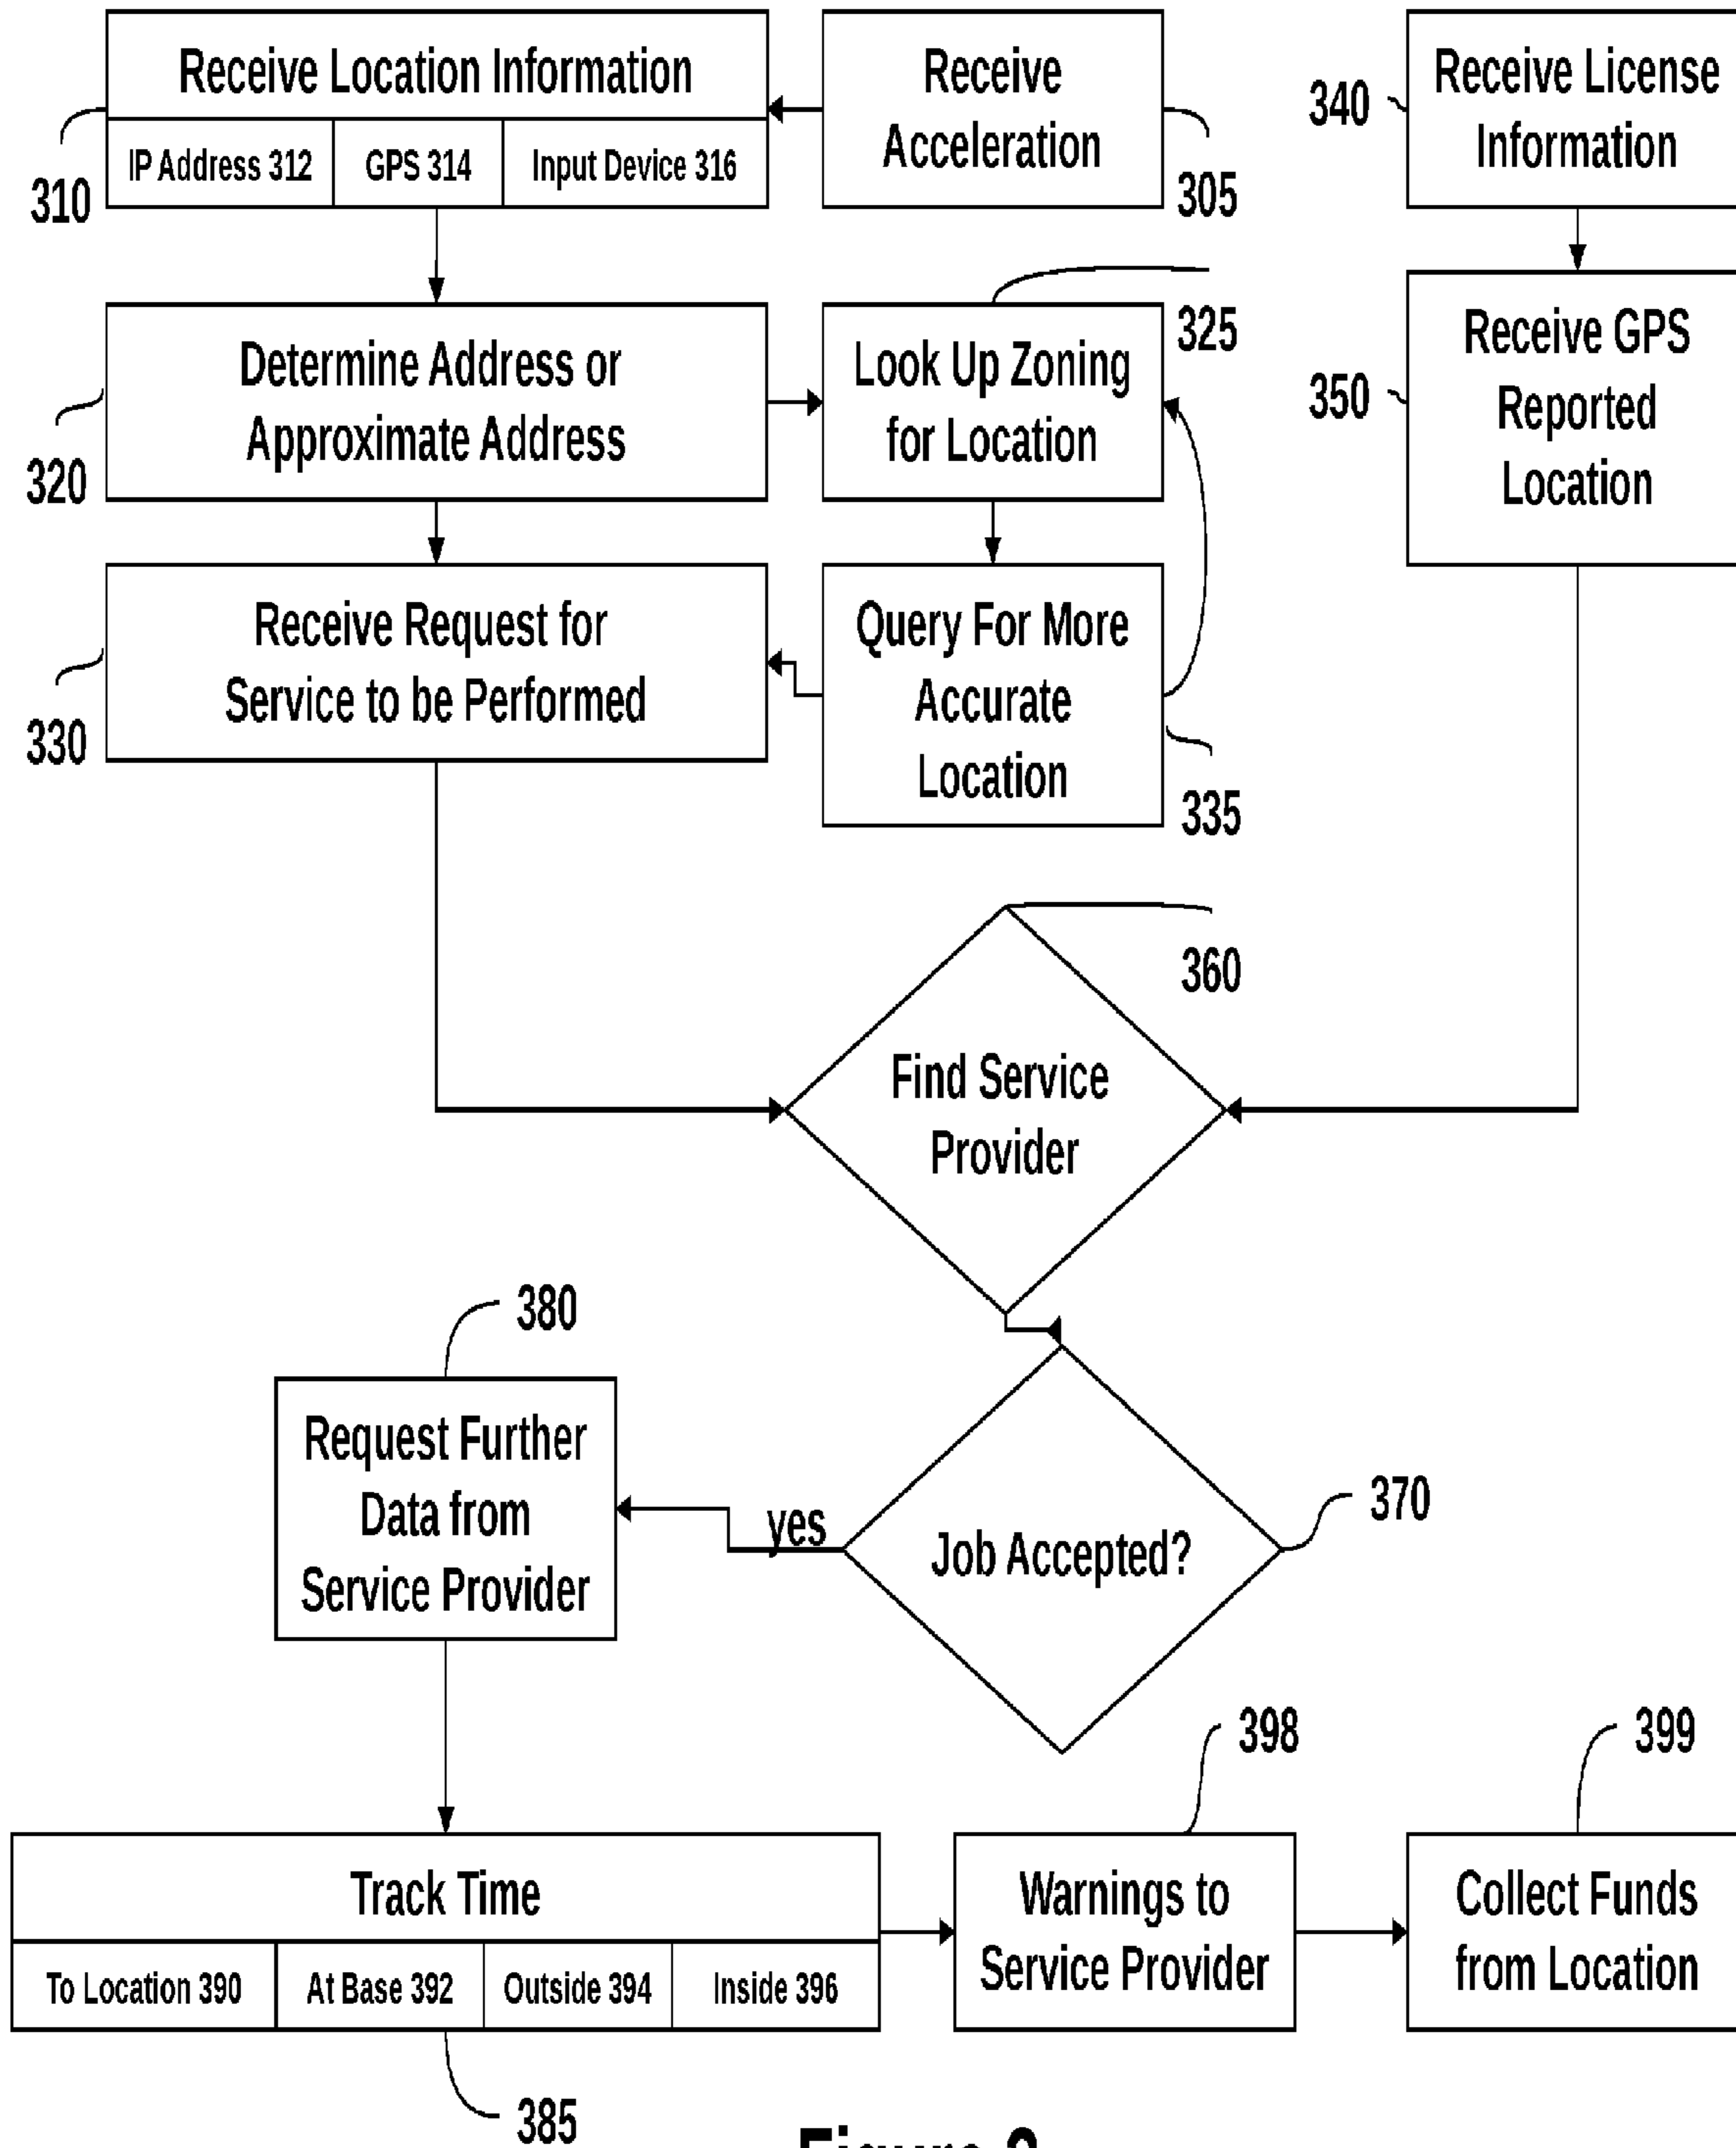 Receive Location Information
IP Address 312
GPS 314
Input Device 316
310
Receive
Acceleration
305
340
Receive License
Information
Determine Address or
Approximate Address
320
Look Up Zoning
for Location
325
350
Receive GPS
Reported
Location
Receive Request for
Service to be Performed
330
Query For More
Accurate
Location
335
360
Find Service
Provider
380
Request Further
Data from
Service Provider
yes
Job Accepted?
370
398
399
Track Time
To Location 390
At Base 392
Outside 394
Inside 396
385
Warnings to
Service Provider
Collect Funds
from Location
Figure